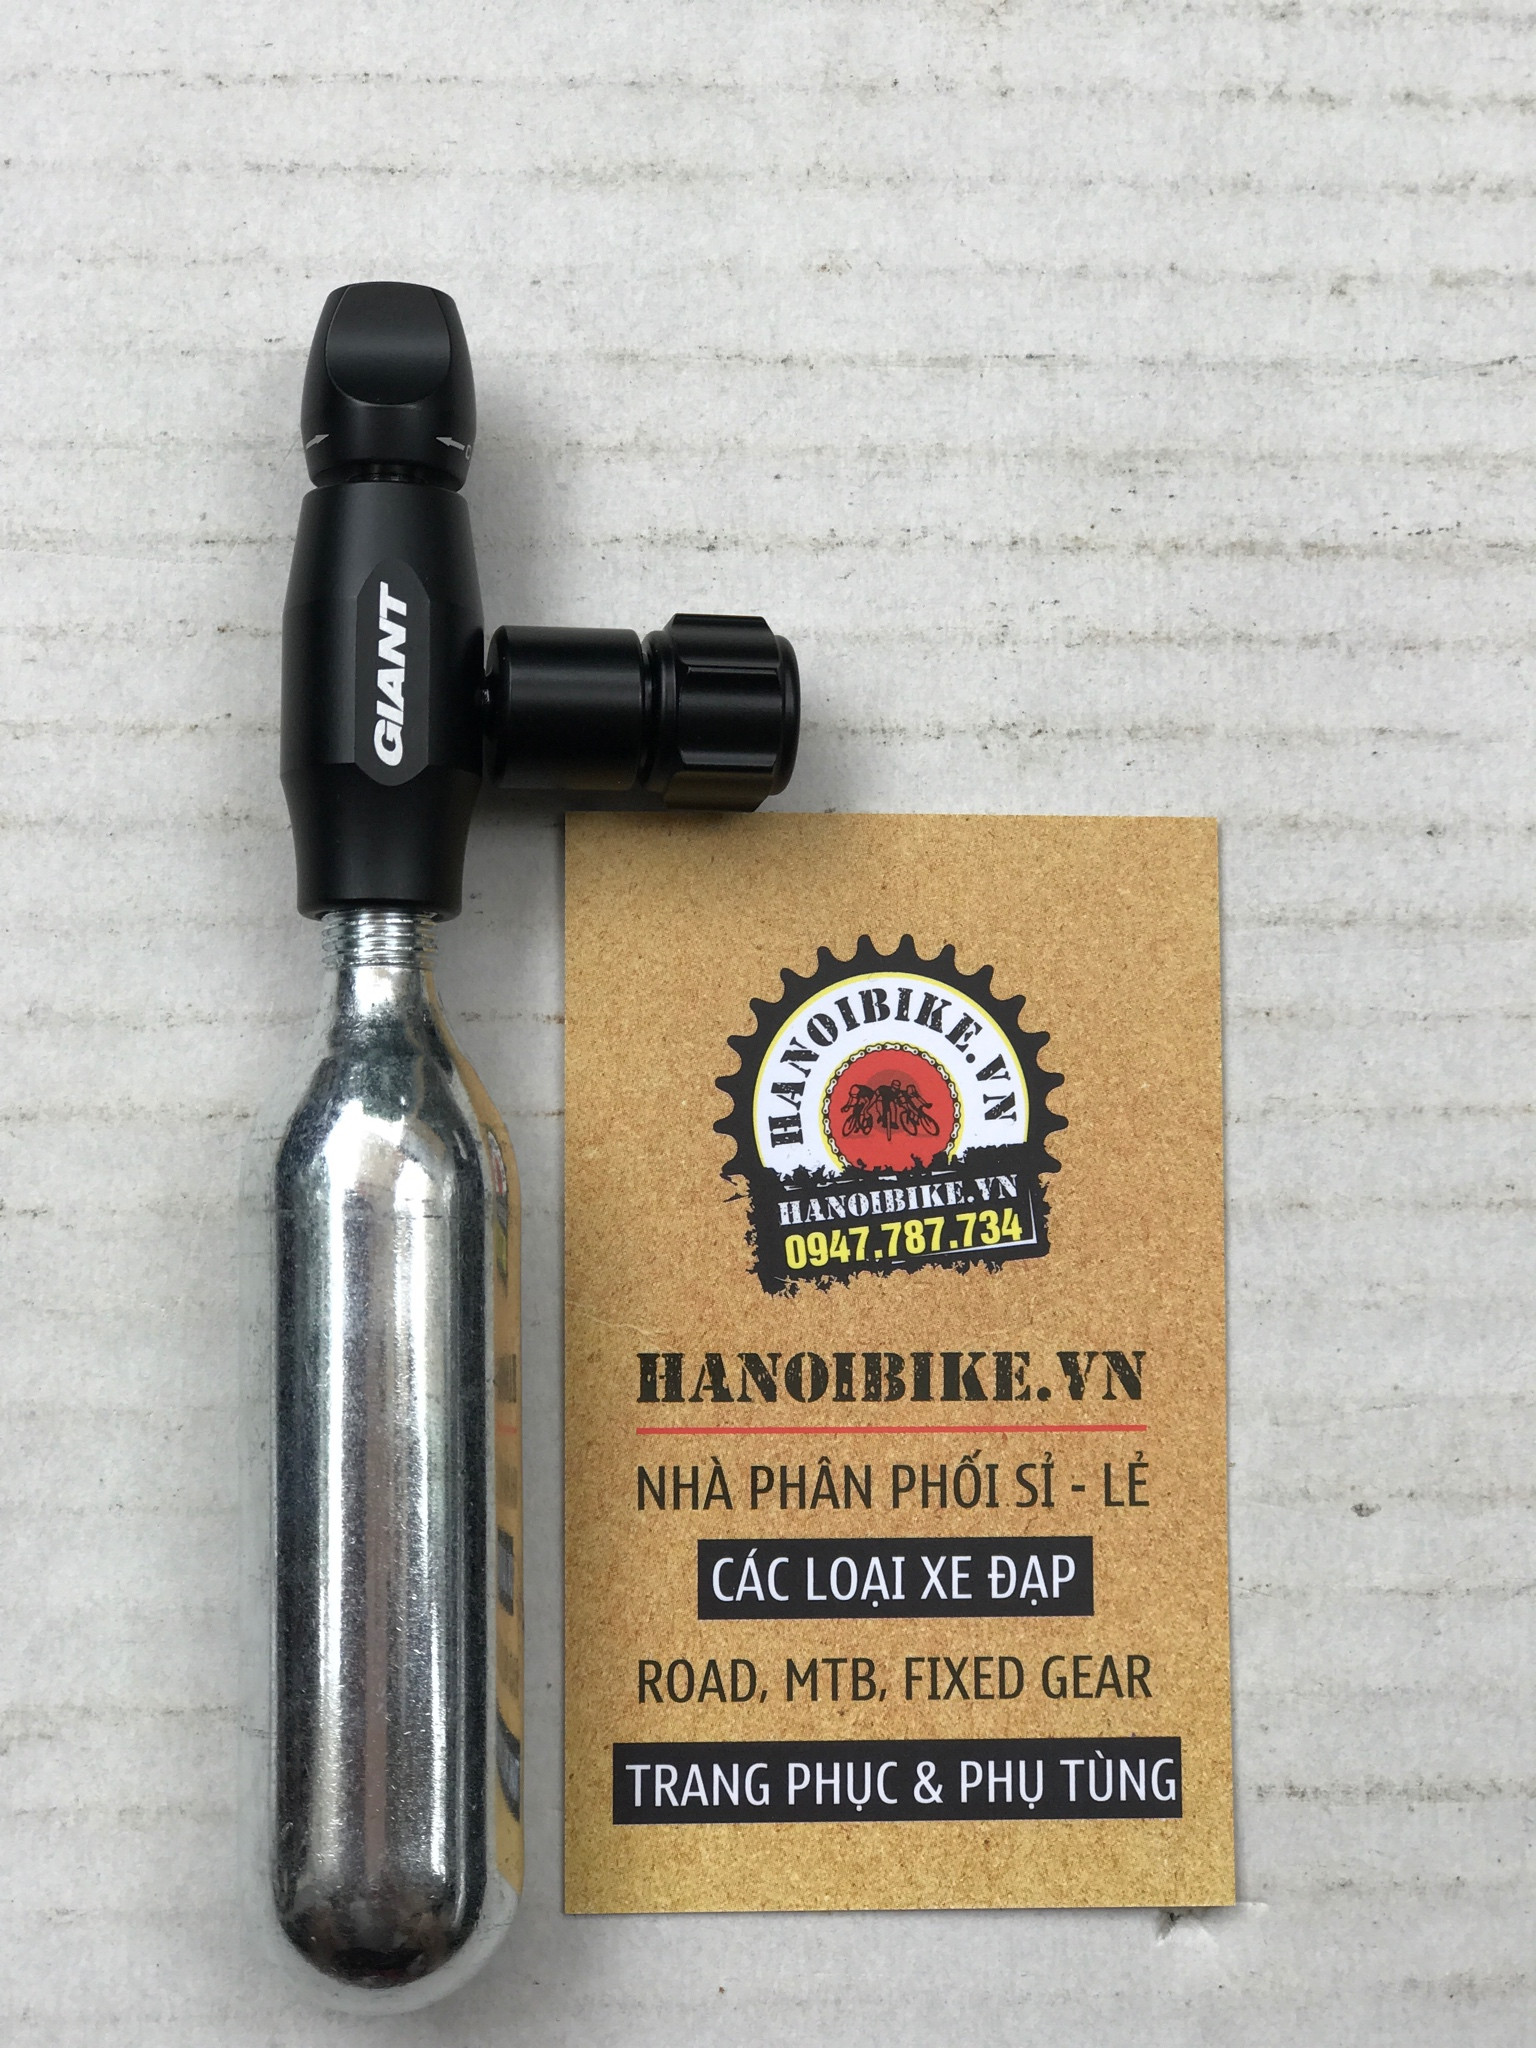 GIANT
HANOIBIKE.VN
HANOIBIKE.VN
0947.787.734
HANOIBIKE.VN
NHÀ PHÂN PHỐI SỈ - LẺ
CÁC LOẠI XE ĐẠP
ROAD, MTB, FIXED GEAR
TRANG PHỤC & PHỤ TÙNG